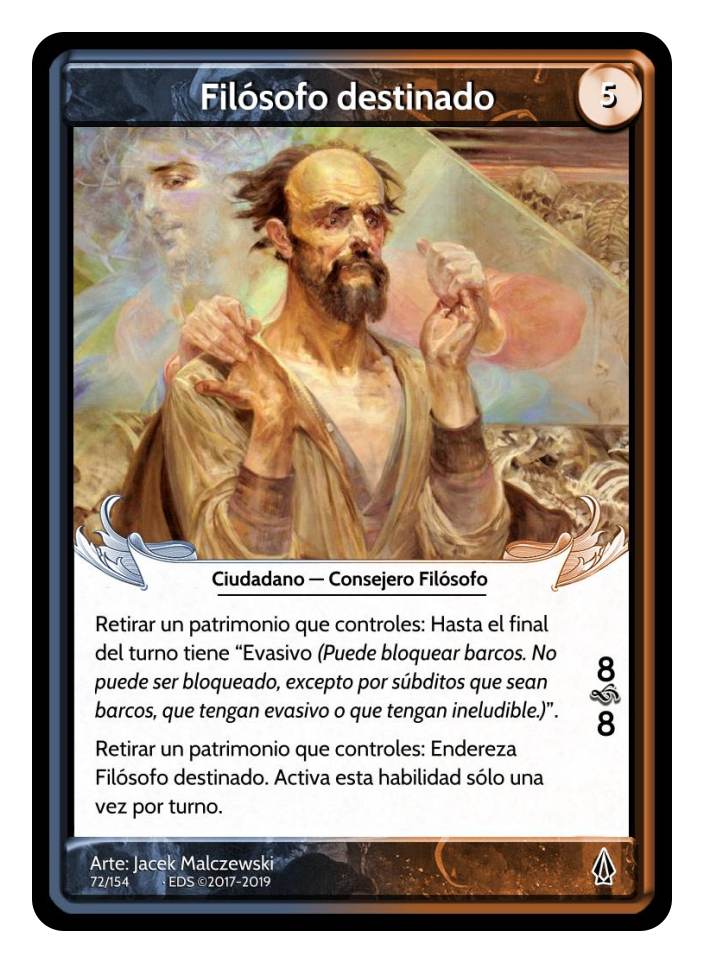 Filósofo destinado
5
Ciudadano — Consejero Filósofo
Retirar un patrimonio que controles: Hasta el final
del turno tiene “Evasivo (Puede bloquear barcos. No
puede ser bloqueado, excepto por súbditos que sean
barcos, que tengan evasivo o que tengan ineludible.)”.
Retirar un patrimonio que controles: Endereza
Filósofo destinado. Activa esta habilidad sólo una
vez por turno.
8
8
Arte: Jacek Malczewski
72/154 · EDS ©2017-2019